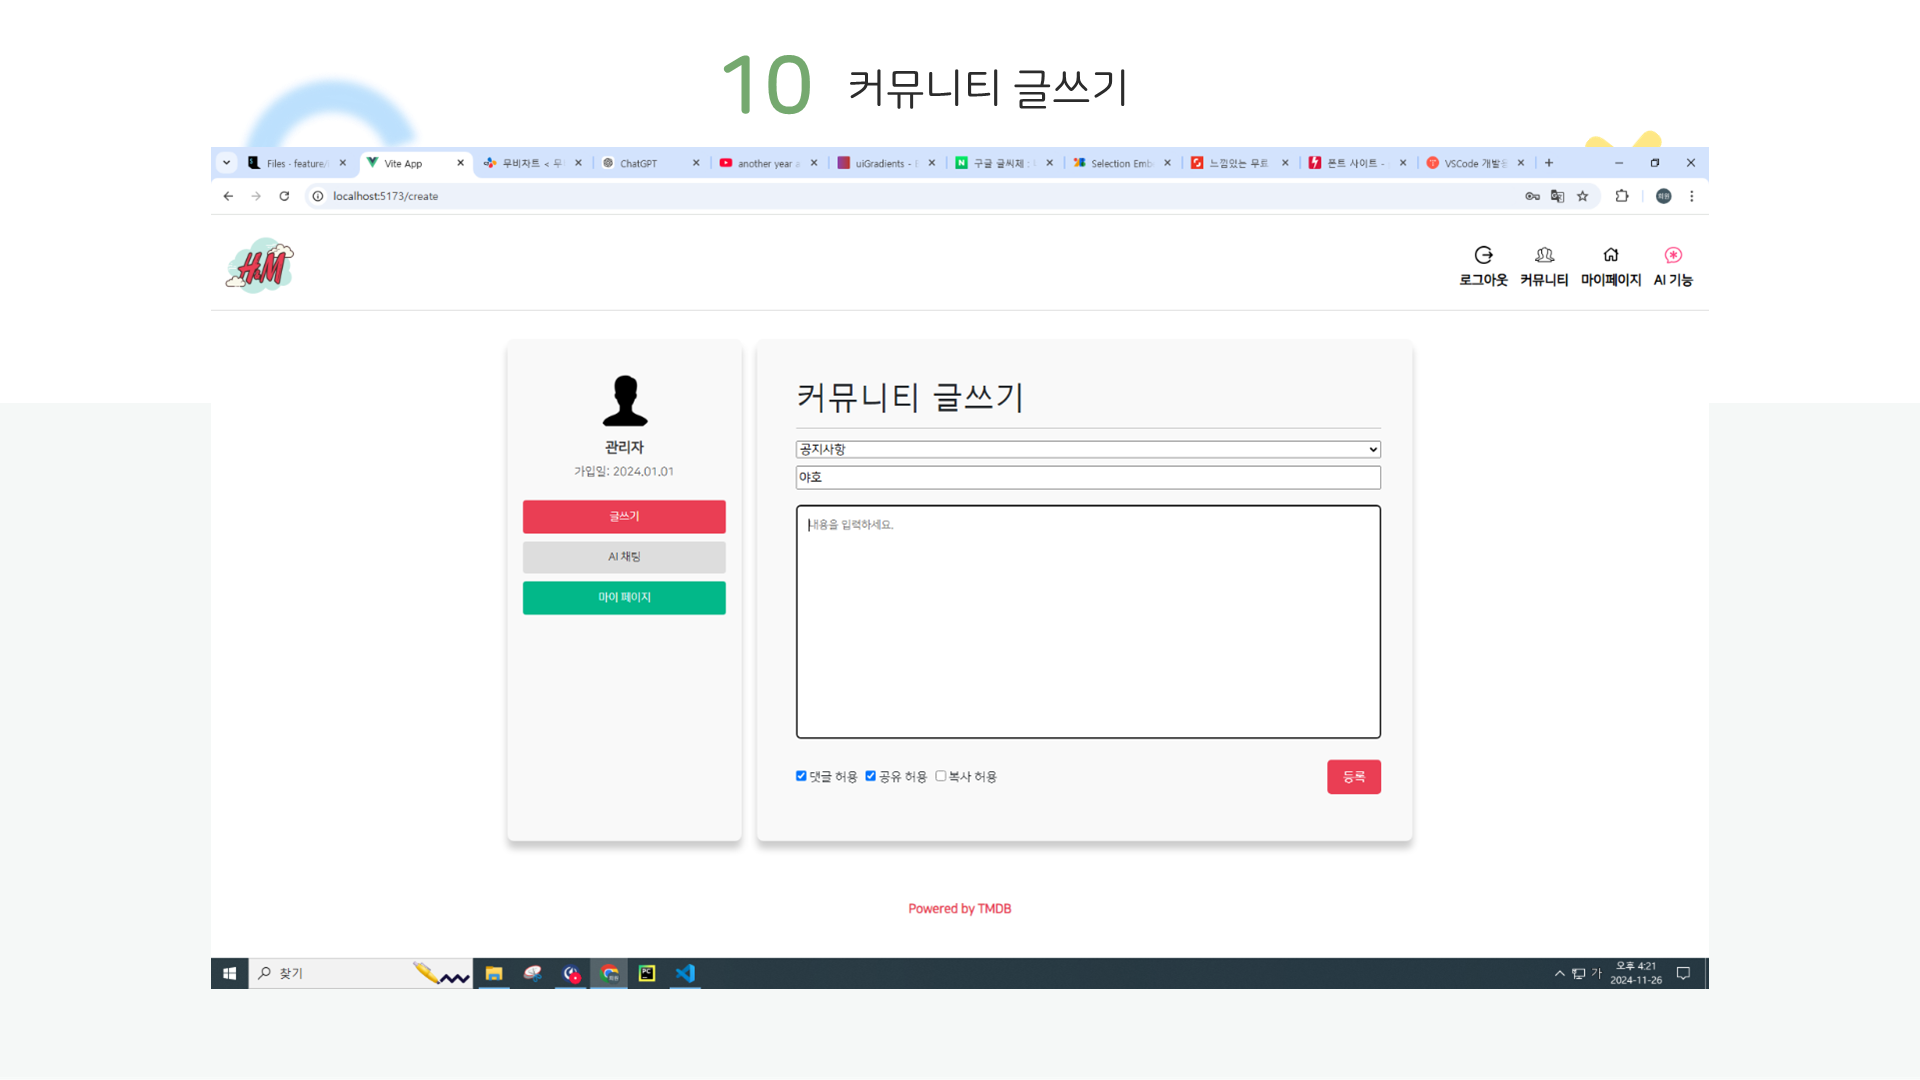 10 커뮤니티 글쓰기
Files - feature/
Vite App
무비차트 <
ChatGPT
another year a
uiGradients -
구글 글씨체 :
Selection Emb
느낌있는 무료
폰트 사이트 -
VSCode 개발
localhost:5173/create
H&M
로그아웃 커뮤니티 마이페이지 AI 기능
관리자
가입일: 2024.01.01
글쓰기
AI 채팅
마이 페이지
커뮤니티 글쓰기
공지사항
야호
내용을 입력하세요.
댓글 허용 공유 허용 복사 허용
등록
Powered by TMDB
찾기
가
오후 4:21
2024-11-26